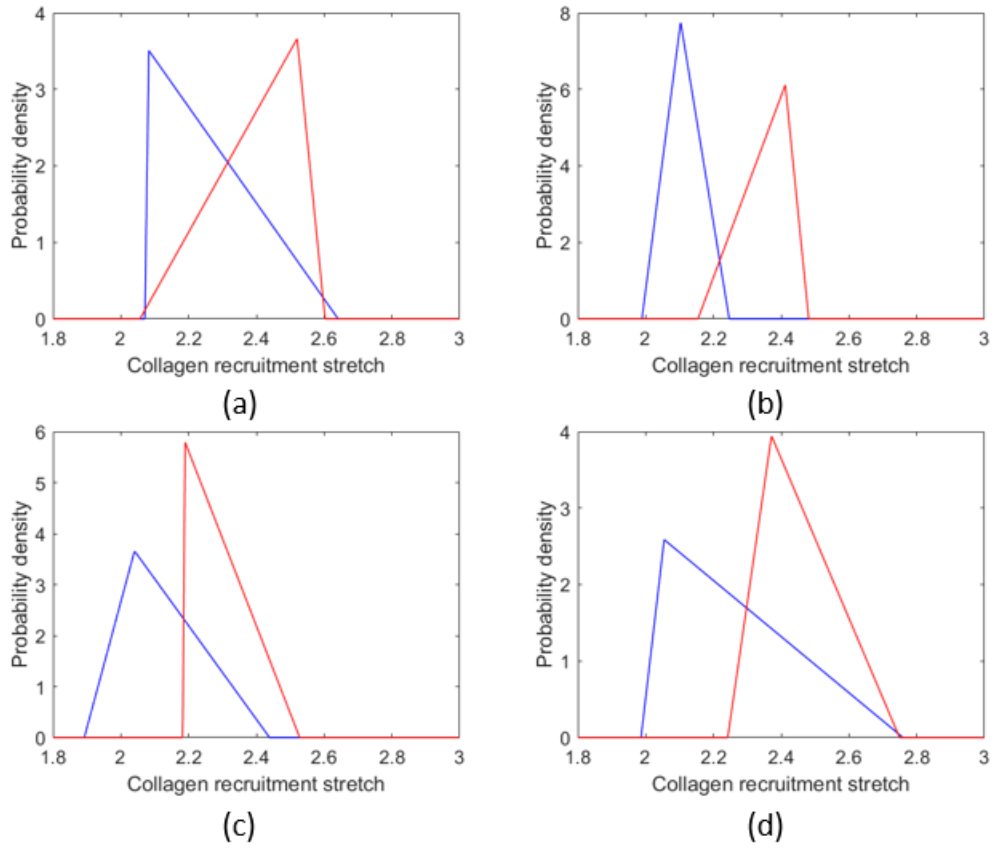 4
3
2
1
0
Probability density
1.8 2 2.2 2.4 2.6 2.8 3
Collagen recruitment stretch
(a)
8
6
4
2
0
Probability density
1.8 2 2.2 2.4 2.6 2.8 3
Collagen recruitment stretch
(b)
6
5
4
3
2
1
0
Probability density
1.8 2 2.2 2.4 2.6 2.8 3
Collagen recruitment stretch
(c)
4
3
2
1
0
Probability density
1.8 2 2.2 2.4 2.6 2.8 3
Collagen recruitment stretch
(d)